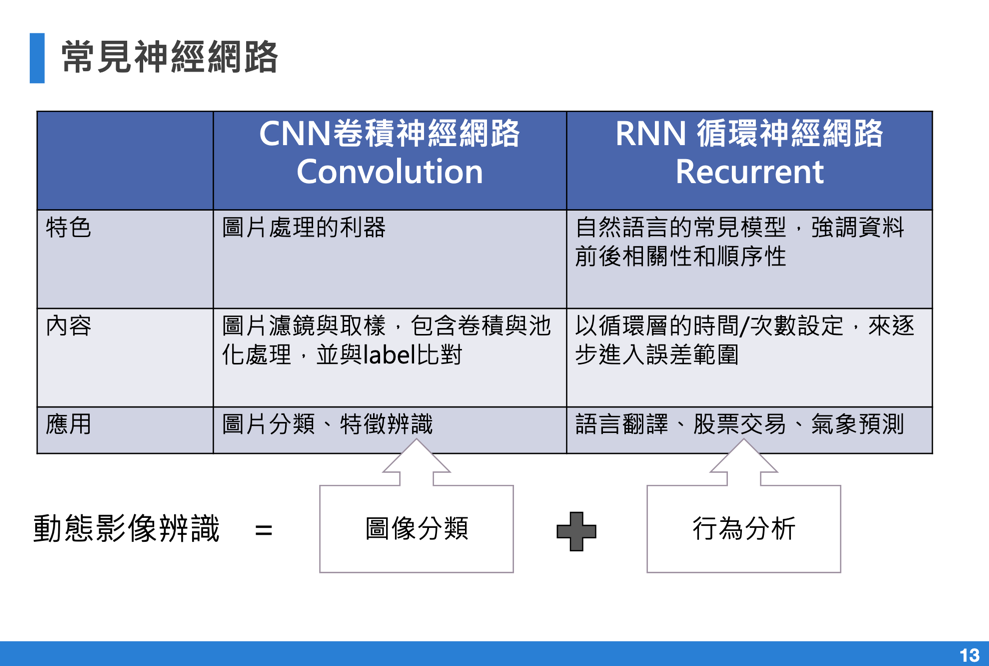 常見神經網路
CNN卷積神經網路
Convolution
RNN 循環神經網路
Recurrent
特色
圖片處理的利器
自然語言的常見模型，強調資料
前後相關性和順序性
內容
圖片濾鏡與取樣，包含卷積與池
化處理，並與label比對
以循環層的時間/次數設定，來逐
步進入誤差範圍
應用
圖片分類、特徵辨識
語言翻譯、股票交易、氣象預測
動態影像辨識 =
圖像分類
行為分析
13